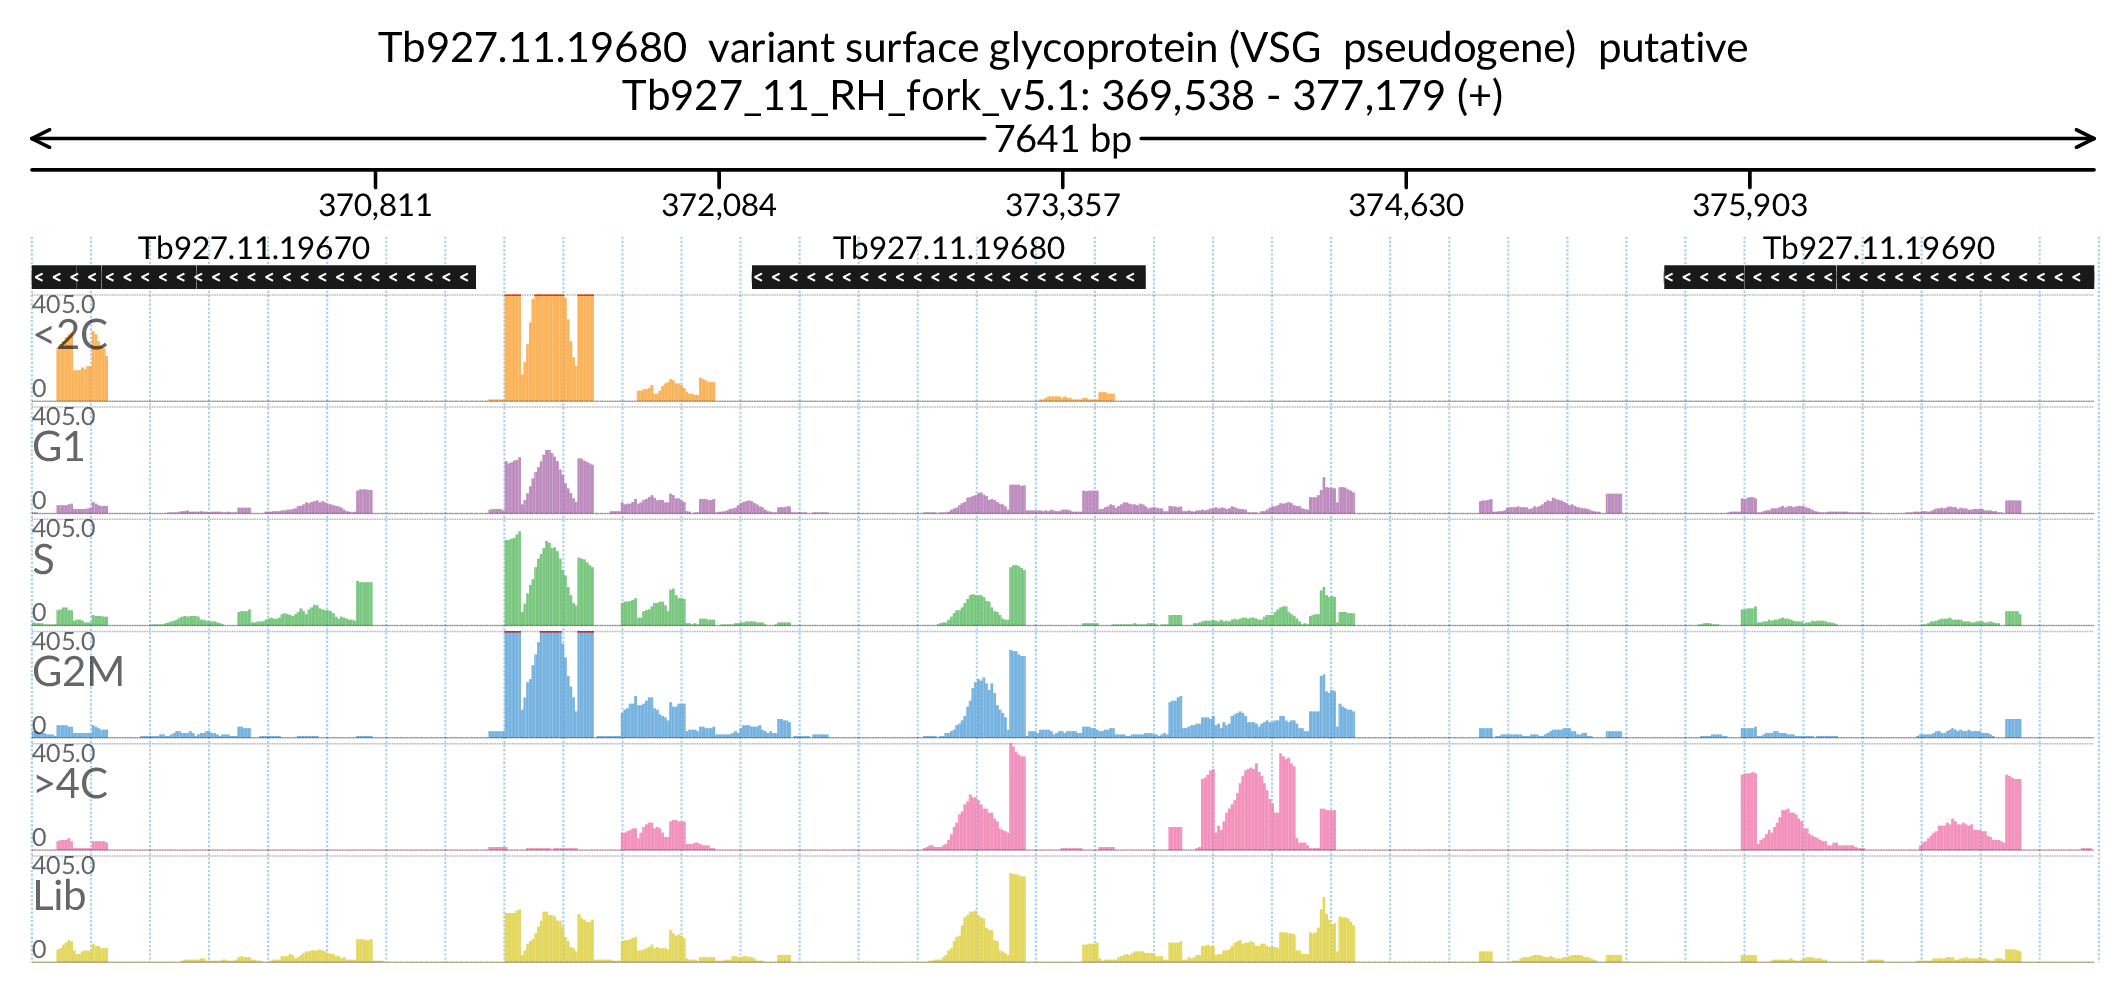 Tb927.11.19680 variant surface glycoprotein (VSG pseudogene) putative
Tb927_11_RH_fork_v5.1: 369,538 - 377,179 (+)
7641 bp
370,811 372,084 373,357 374,630 375,903
Tb927.11.19670 Tb927.11.19680 Tb927.11.19690
405.0
<2C
0
405.0
G1
0
405.0
S
0
405.0
G2M
0
405.0
>4C
0
405.0
Lib
0